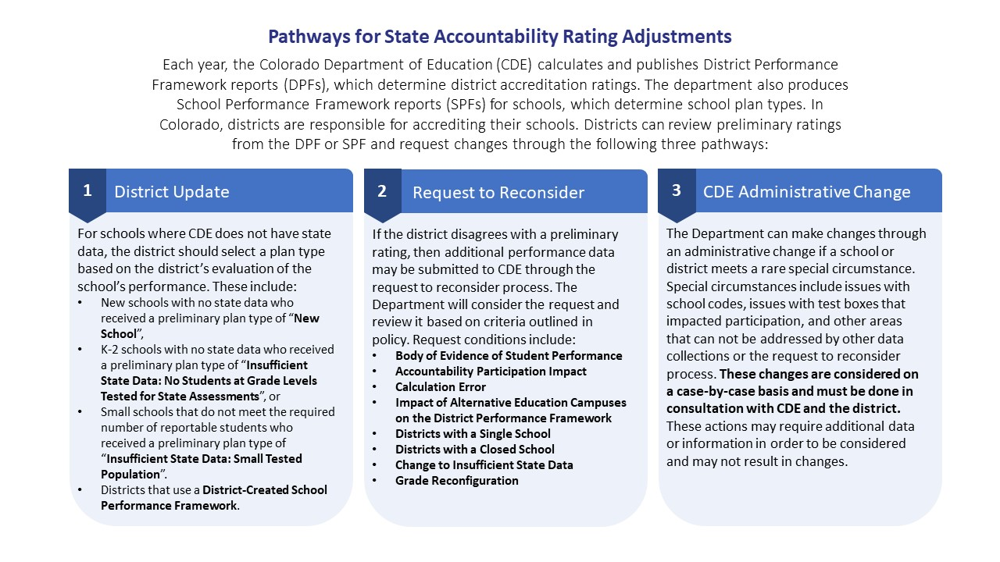 Pathways for State Accountability Rating Adjustments
Each year, the Colorado Department of Education (CDE) calculates and publishes District Performance
Framework reports (DPFs), which determine district accreditation ratings. The department also produces
School Performance Framework reports (SPFs) for schools, which determine school plan types. In
Colorado, districts are responsible for accrediting their schools. Districts can review preliminary ratings
from the DPF or SPF and request changes through the following three pathways:
1 District Update
For schools where CDE does not have state
data, the district should select a plan type
based on the district’s evaluation of the
school’s performance. These include:
• New schools with no state data who
received a preliminary plan type of “New
School”,
• K-2 schools with no state data who received
a preliminary plan type of “Insufficient
State Data: No Students at Grade Levels
Tested for State Assessments”, or
• Small schools that do not meet the required
number of reportable students who
received a preliminary plan type of
“Insufficient State Data: Small Tested
Population”.
• Districts that use a District-Created School
Performance Framework.
2 Request to Reconsider
If the district disagrees with a preliminary
rating, then additional performance data
may be submitted to CDE through the
request to reconsider process. The
Department will consider the request and
review it based on criteria outlined in
policy. Request conditions include:
• Body of Evidence of Student Performance
• Accountability Participation Impact
• Calculation Error
• Impact of Alternative Education Campuses
on the District Performance Framework
• Districts with a Single School
• Districts with a Closed School
• Change to Insufficient State Data
• Grade Reconfiguration
3 CDE Administrative Change
The Department can make changes through
an administrative change if a school or
district meets a rare special circumstance.
Special circumstances include issues with
school codes, issues with test boxes that
impacted participation, and other areas
that can not be addressed by other data
collections or the request to reconsider
process. These changes are considered on
a case-by-case basis and must be done in
consultation with CDE and the district.
These actions may require additional data
or information in order to be considered
and may not result in changes.